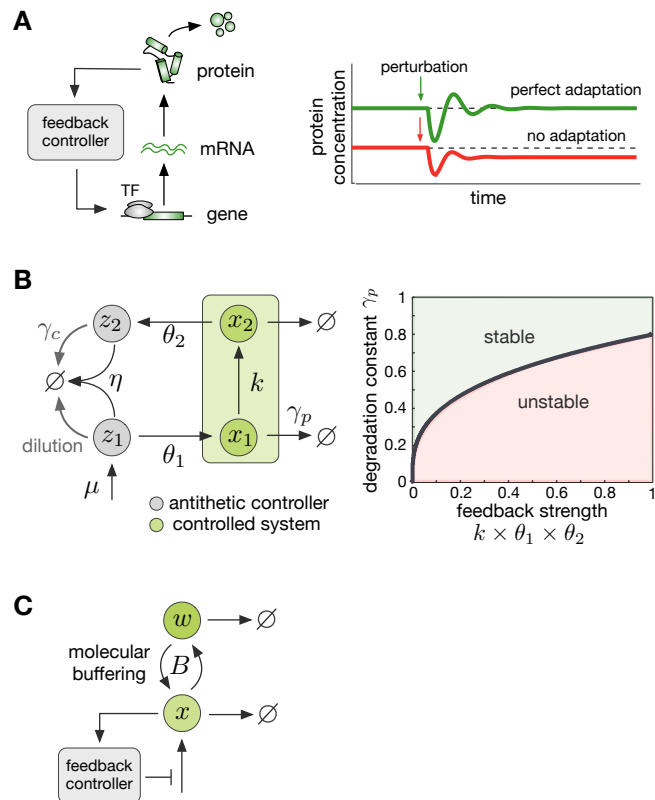 A
protein
feedback
controller
mRNA
TF
gene
perturbation
perfect adaptation
no adaptation
protein
concentration
time
B
z₂
θ₂
x₂
∅
γ_c
∅
η
k
γ_p
dilution
z₁
θ₁
x₁
∅
μ
antithetic controller
controlled system
degradation constant γ_p
1
0.8
0.6
0.4
0.2
0
stable
unstable
0
0.2
0.4
0.6
0.8
1
feedback strength
k × θ₁ × θ₂
C
w
∅
molecular
buffering
B
x
∅
feedback
controller